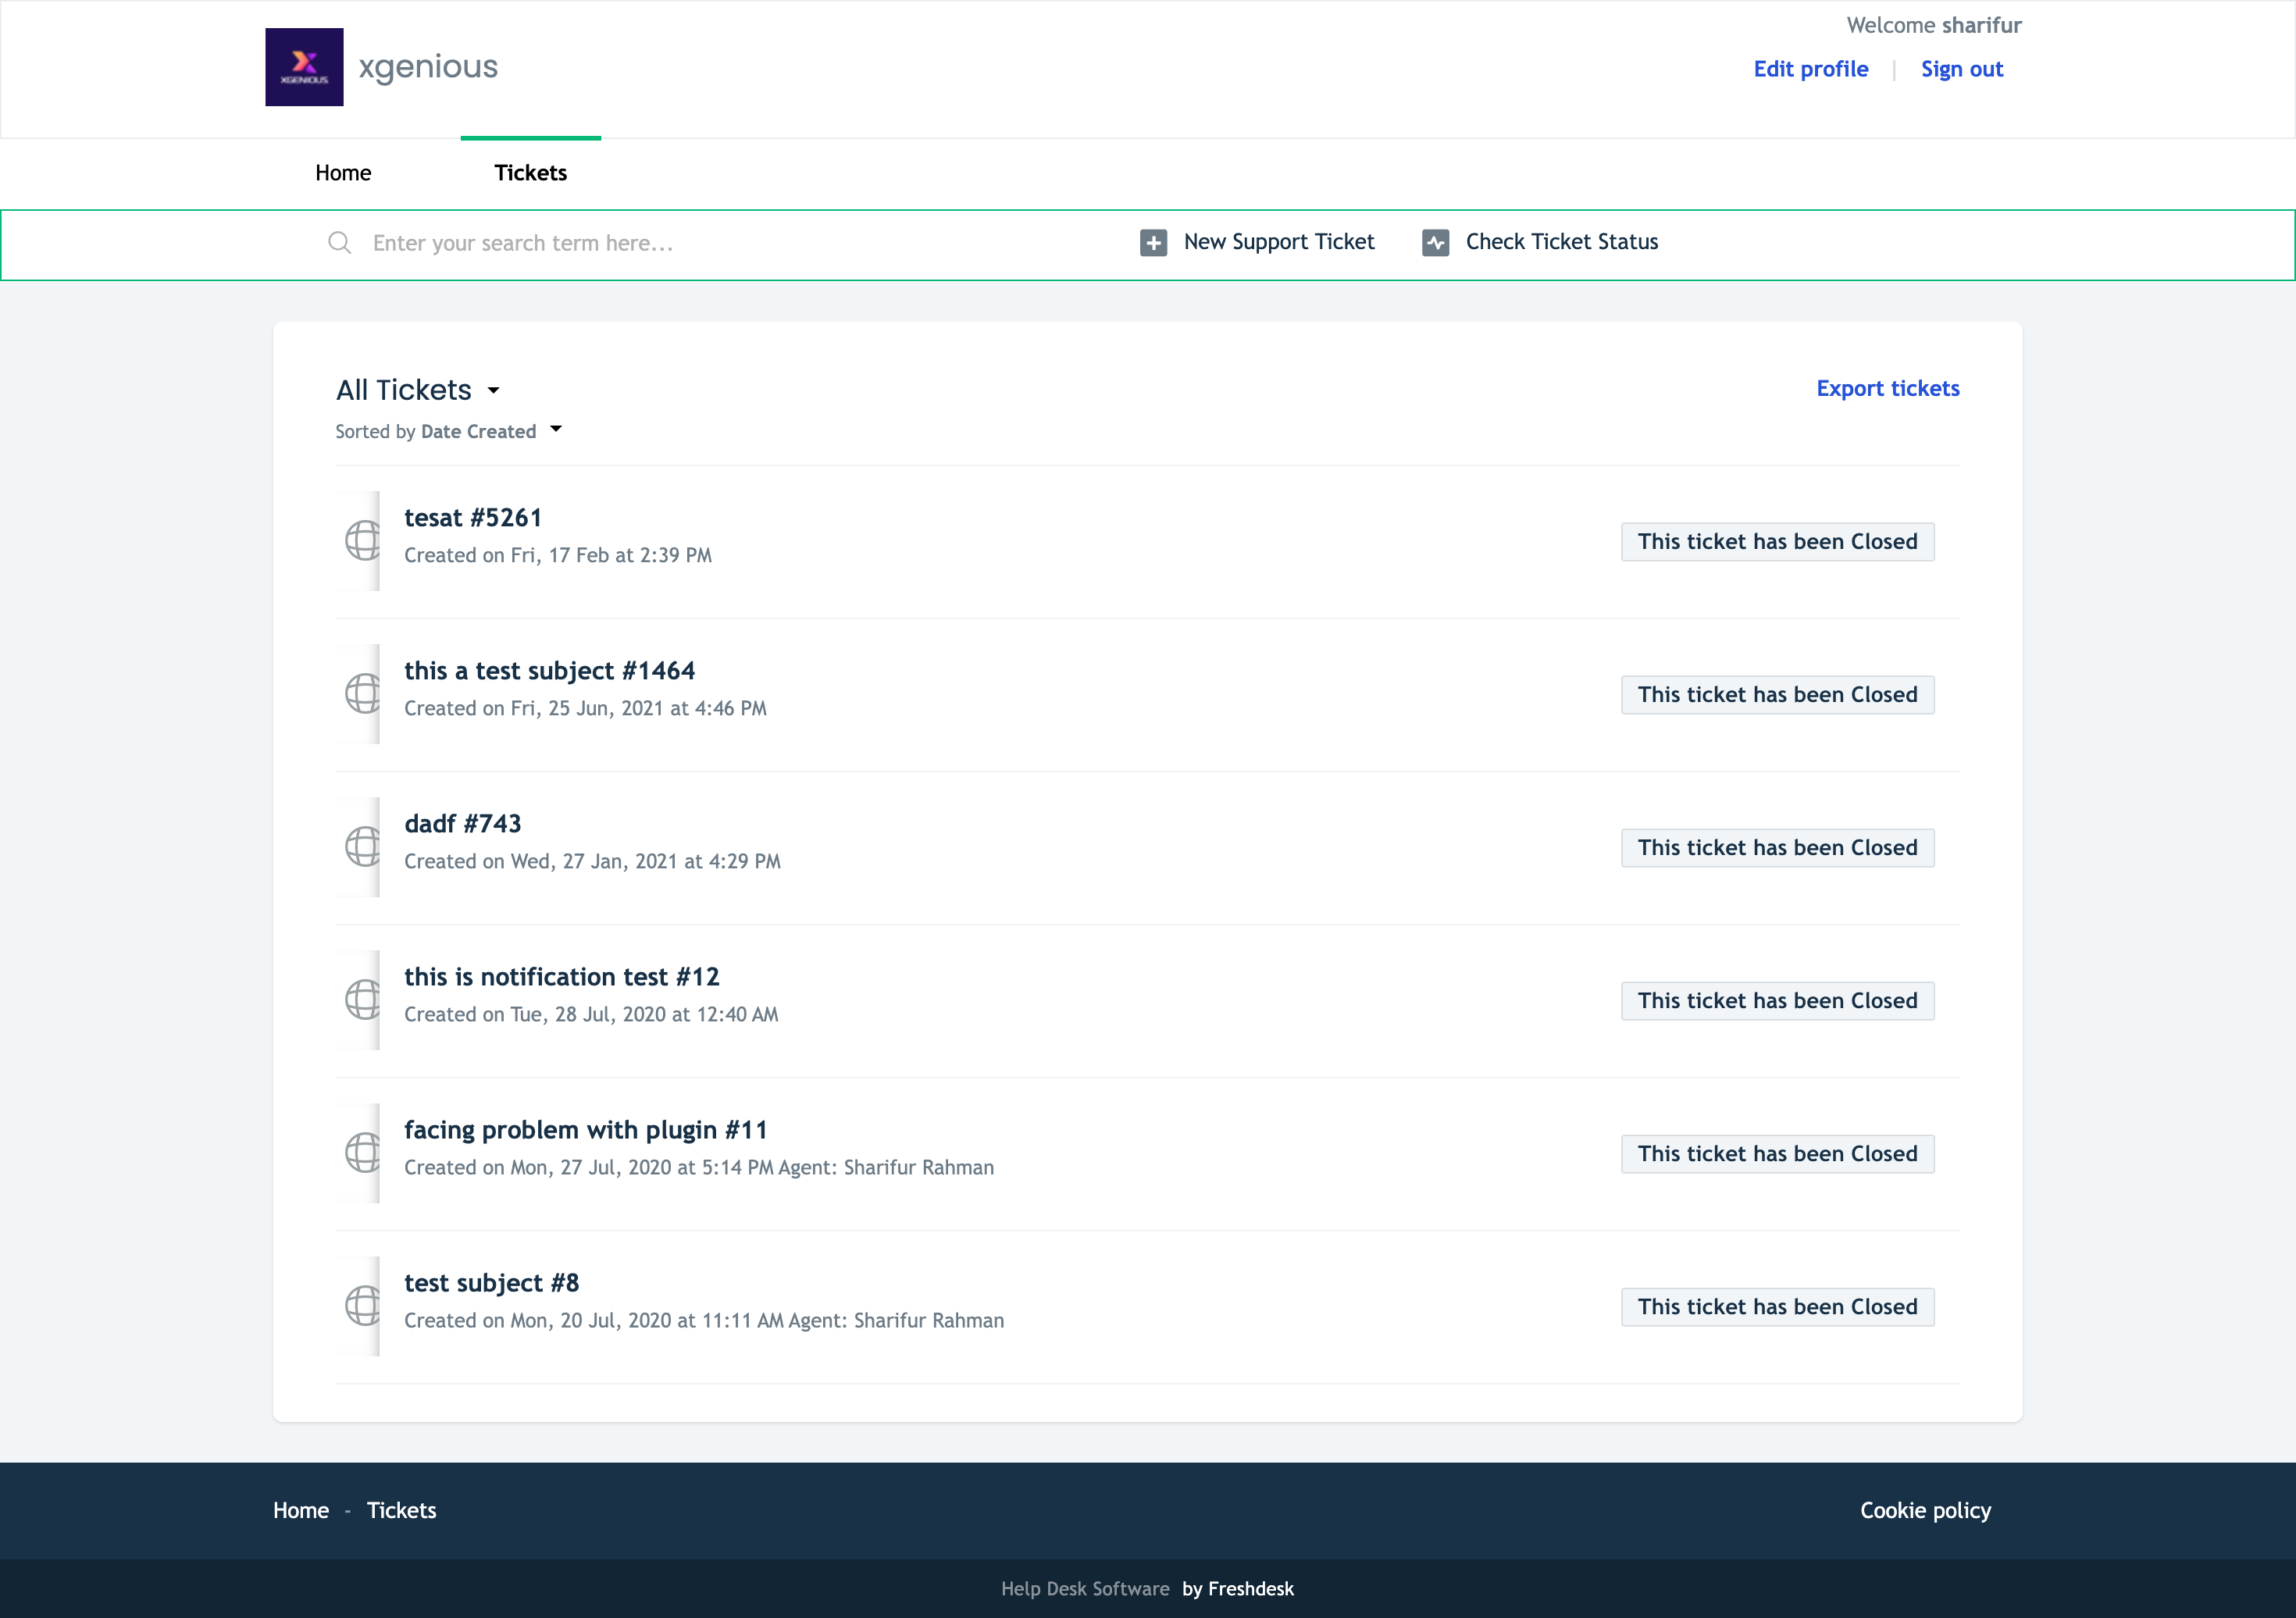 Welcome sharifur
XGENIOUS
xgenious
Edit profile | Sign out
Home
Tickets
Enter your search term here...
New Support Ticket
Check Ticket Status
All Tickets
Export tickets
Sorted by Date Created
tesat #5261
Created on Fri, 17 Feb at 2:39 PM
This ticket has been Closed
this a test subject #1464
Created on Fri, 25 Jun, 2021 at 4:46 PM
This ticket has been Closed
dadf #743
Created on Wed, 27 Jan, 2021 at 4:29 PM
This ticket has been Closed
this is notification test #12
Created on Tue, 28 Jul, 2020 at 12:40 AM
This ticket has been Closed
facing problem with plugin #11
Created on Mon, 27 Jul, 2020 at 5:14 PM Agent: Sharifur Rahman
This ticket has been Closed
test subject #8
Created on Mon, 20 Jul, 2020 at 11:11 AM Agent: Sharifur Rahman
This ticket has been Closed
Home - Tickets
Cookie policy
Help Desk Software by Freshdesk